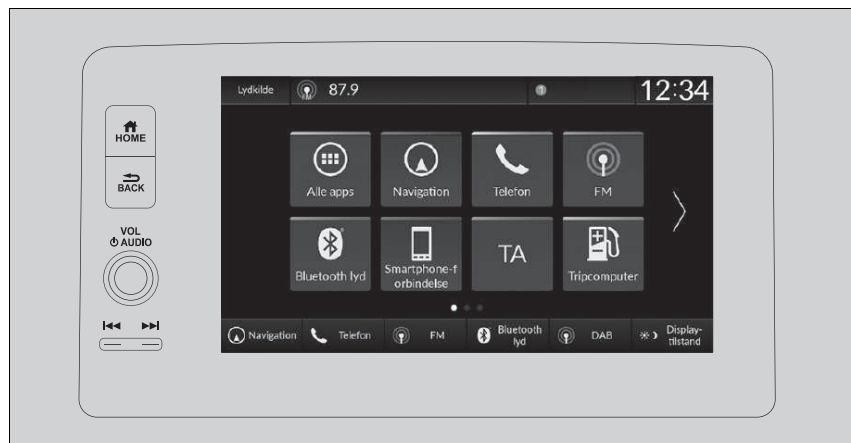 Lydkilde 87.9 12:34
HOME
BACK
VOL
AUDIO
Alle apps Navigation Telefon FM
Bluetooth lyd Smartphone-f
orbindelse TA Tripcomputer
Navigation Telefon FM Bluetooth
lyd DAB Display-
tilstand